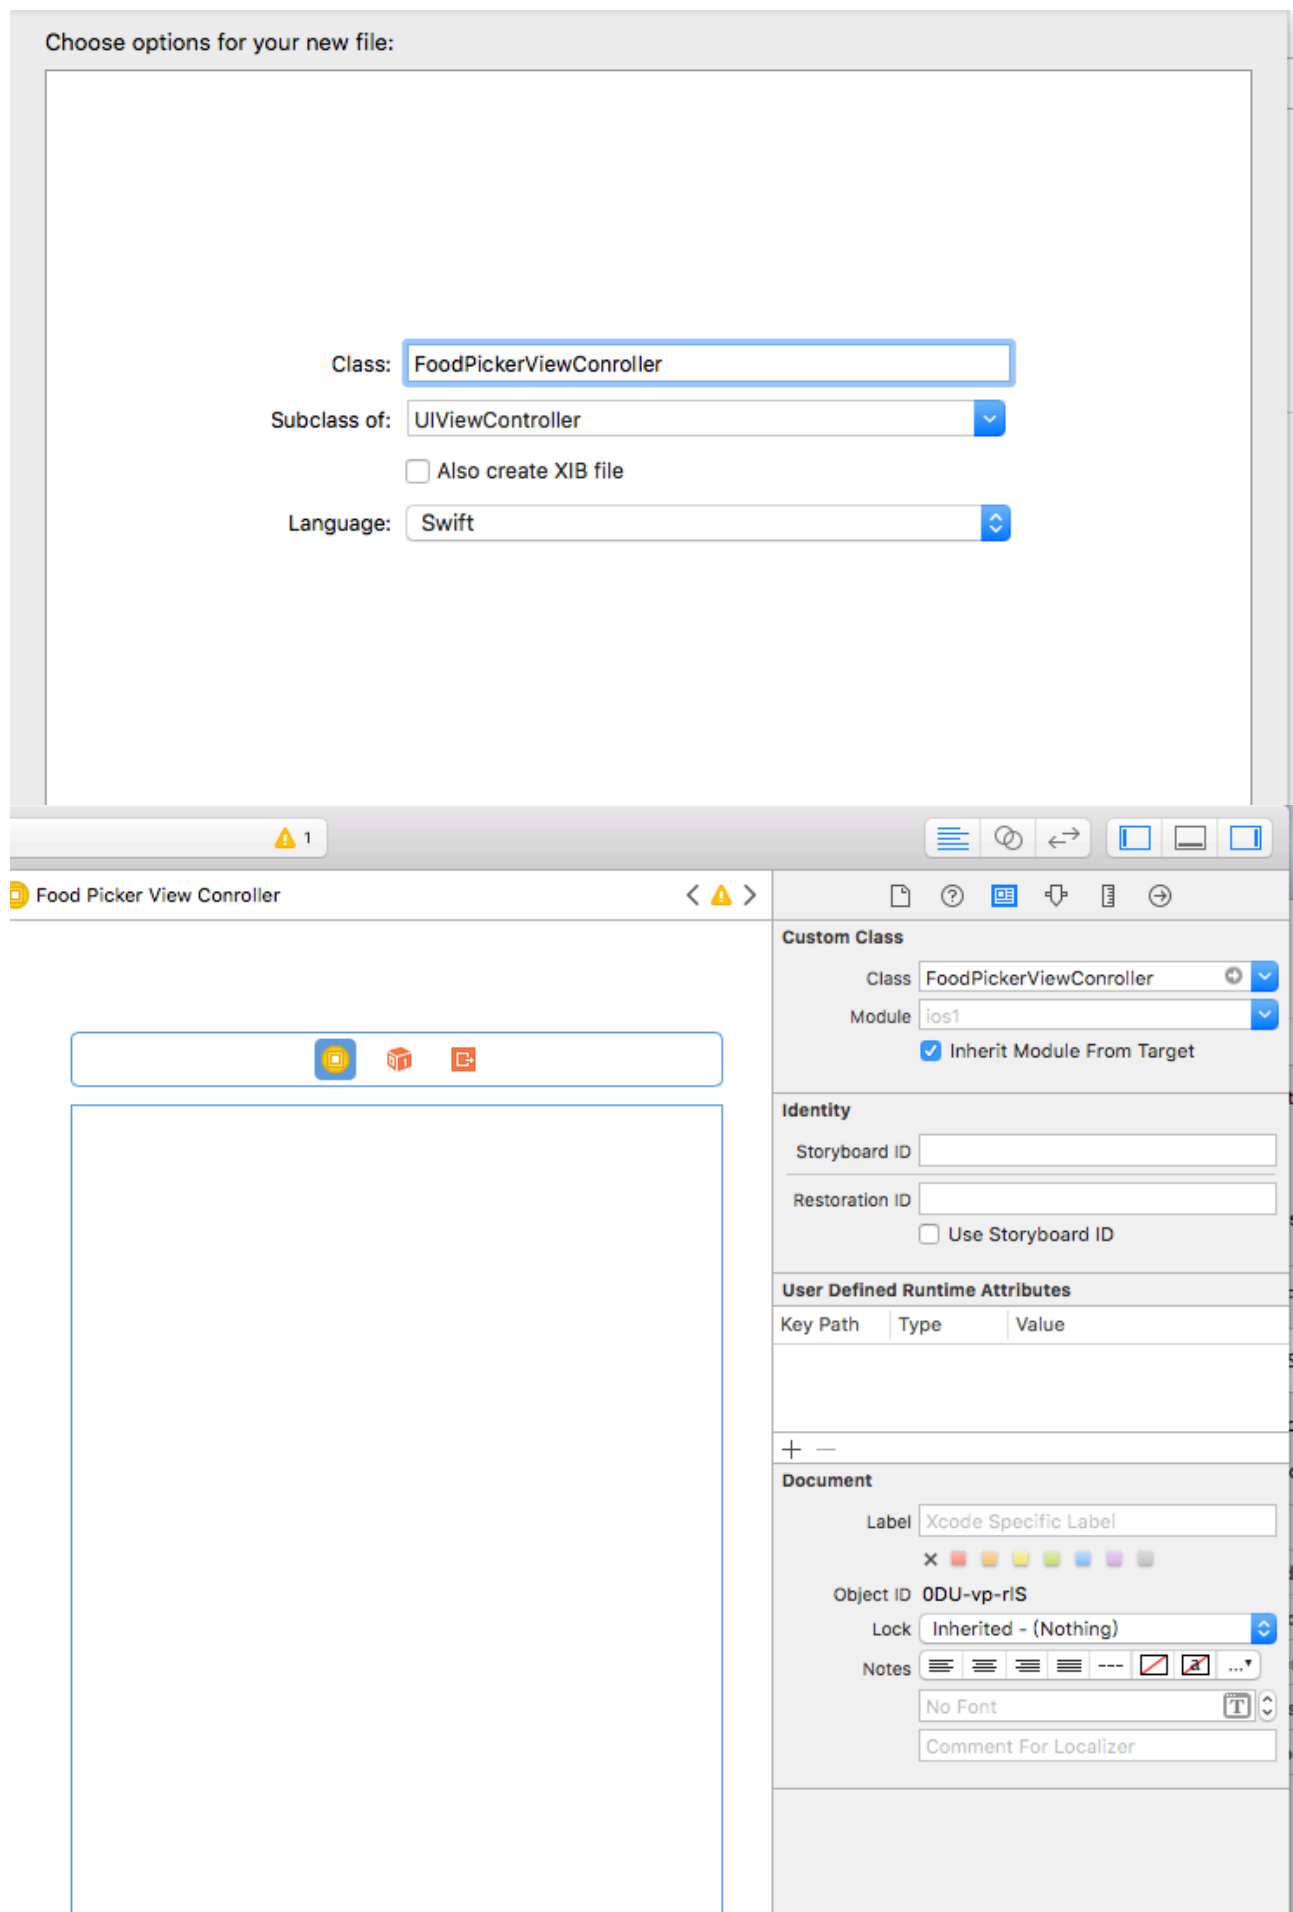 Choose options for your new file:
Class: FoodPickerViewConroller
Subclass of: UIViewController
Also create XIB file
Language: Swift
1
Food Picker View Conroller
Custom Class
Class FoodPickerViewConroller
Module ios1
Inherit Module From Target
Identity
Storyboard ID
Restoration ID
Use Storyboard ID
User Defined Runtime Attributes
Key Path Type Value
Document
Label Xcode Specific Label
Object ID 0DU-vp-rlS
Lock Inherited - (Nothing)
Notes
No Font
Comment For Localizer